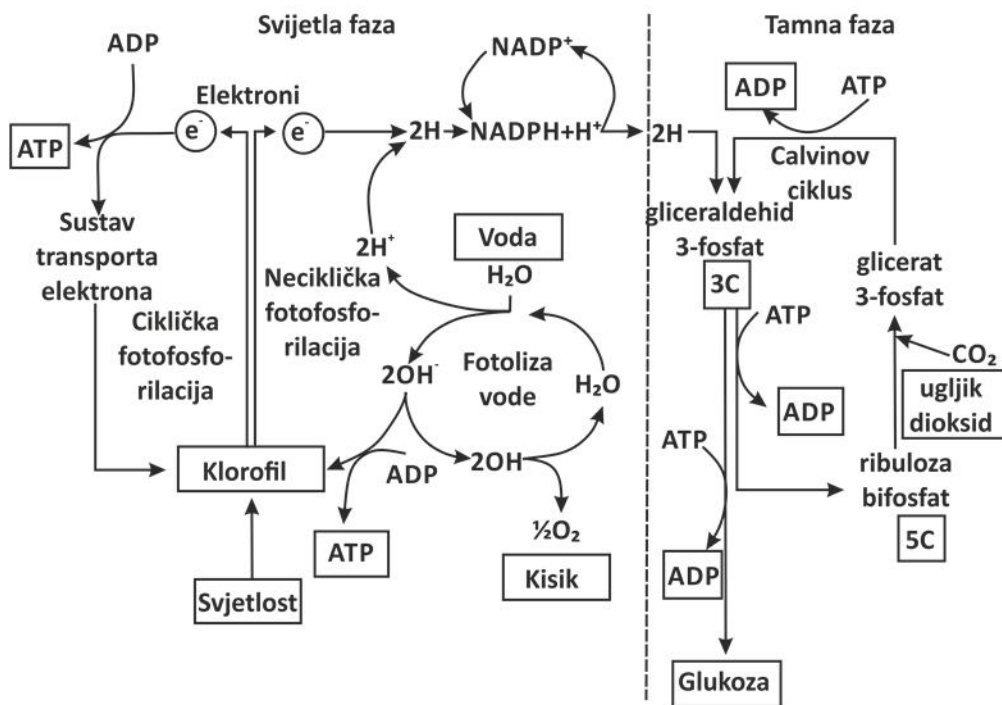 Svijetla faza
Tamna faza
ADP
NADP⁺
Elektroni
ATP
e⁻
e⁻
2H
NADPH+H⁺
2H
ADP
ATP
Calvinov
ciklus
Sustav
transporta
elektrona
2H⁺
Voda
H₂O
gliceraldehid
3-fosfat
3C
glicerat
3-fosfat
Ciklička
fotofosfo-
rilacija
Neciklička
fotofosfo-
rilacija
Fotoliza
vode
2OH⁻
H₂O
ATP
ADP
CO₂
ugljik
dioksid
Klorofil
ADP
2OH
ATP
ribuloza
bifosfat
5C
ATP
½O₂
Kisik
ADP
Svjetlost
Glukoza